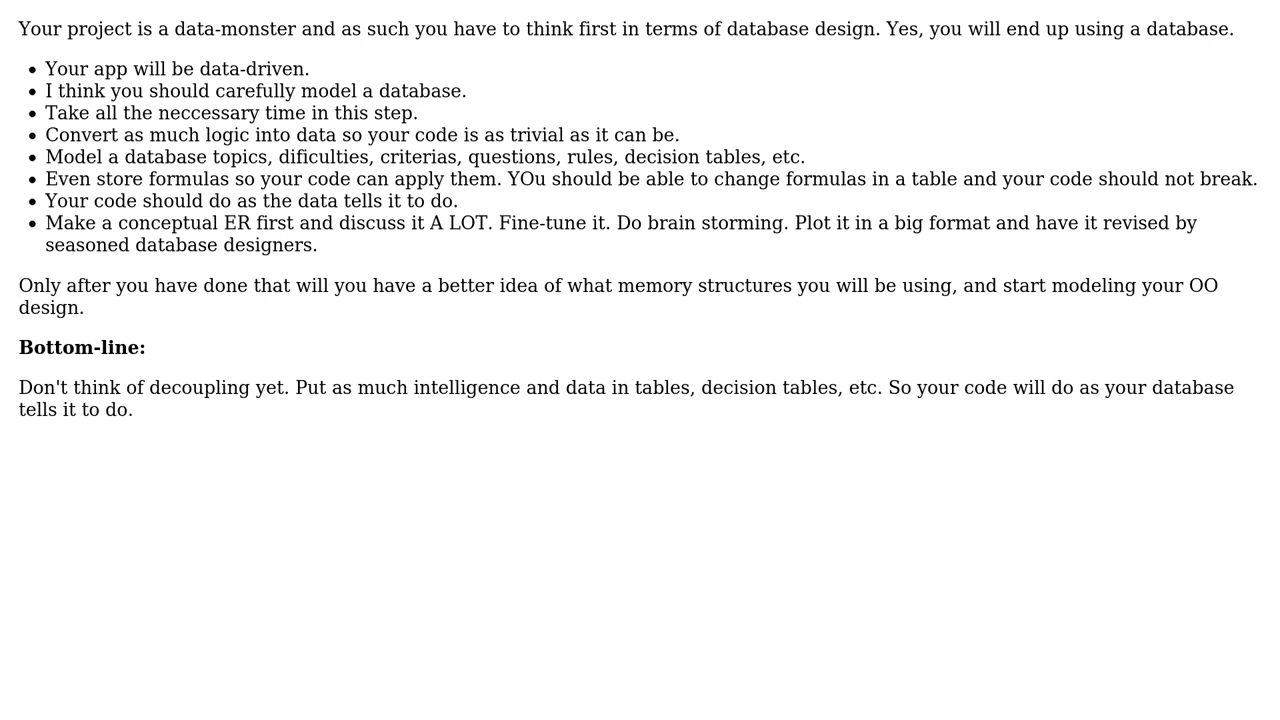 Your project is a data-monster and as such you have to think first in terms of database design. Yes, you will end up using a database.
• Your app will be data-driven.
• I think you should carefully model a database.
• Take all the neccessary time in this step.
• Convert as much logic into data so your code is as trivial as it can be.
• Model a database topics, dificulties, criterias, questions, rules, decision tables, etc.
• Even store formulas so your code can apply them. YOu should be able to change formulas in a table and your code should not break.
• Your code should do as the data tells it to do.
• Make a conceptual ER first and discuss it A LOT. Fine-tune it. Do brain storming. Plot it in a big format and have it revised by
seasoned database designers.
Only after you have done that will you have a better idea of what memory structures you will be using, and start modeling your OO
design.
Bottom-line:
Don't think of decoupling yet. Put as much intelligence and data in tables, decision tables, etc. So your code will do as your database
tells it to do.